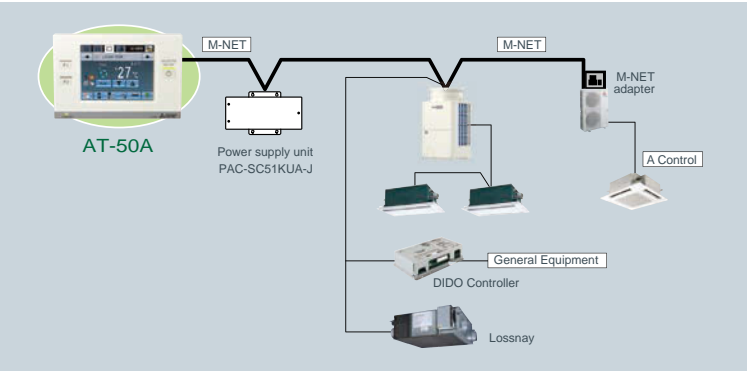 M-NET
M-NET
27
M-NET
adapter
AT-50A
Power supply unit
PAC-SC51KUA-J
A Control
General Equipment
DIDO Controller
Lossnay